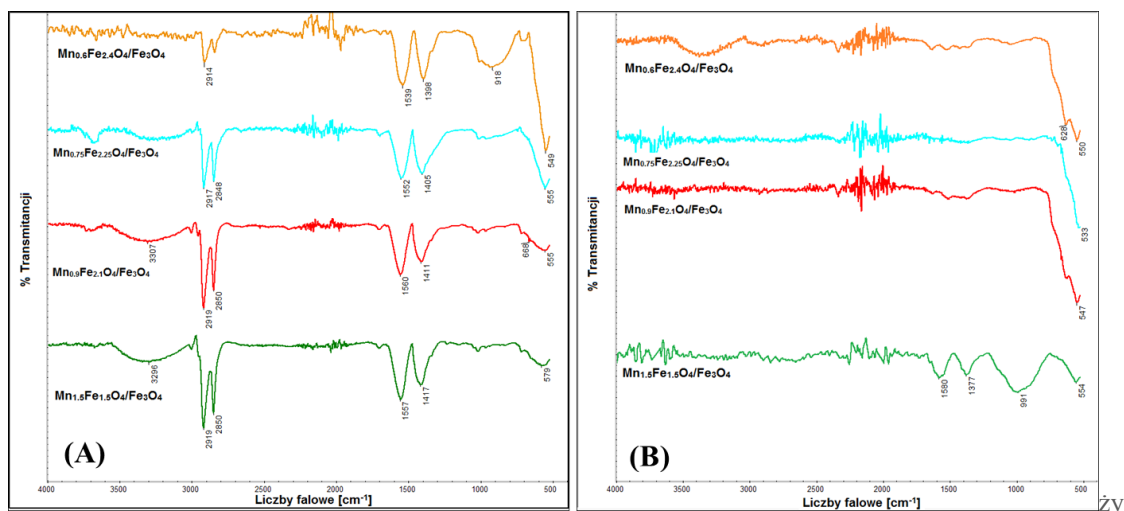 % Transmitancji
Mn0.6Fe2.4O4/Fe3O4
2914
1539
1398
918
549
Mn0.75Fe2.25O4/Fe3O4
2917
2848
1552
1405
555
Mn0.9Fe2.1O4/Fe3O4
3307
2919
2850
1560
1411
668
555
Mn1.5Fe1.5O4/Fe3O4
3296
2919
2850
1557
1417
579
(A)
4000 3500 3000 2500 2000 1500 1000 500
Liczby falowe [cm⁻¹]
% Transmitancji
Mn0.6Fe2.4O4/Fe3O4
628
550
Mn0.75Fe2.25O4/Fe3O4
533
Mn0.9Fe2.1O4/Fe3O4
547
Mn1.5Fe1.5O4/Fe3O4
1580
1377
991
554
(B)
4000 3500 3000 2500 2000 1500 1000 500
Liczby falowe [cm⁻¹]
żv